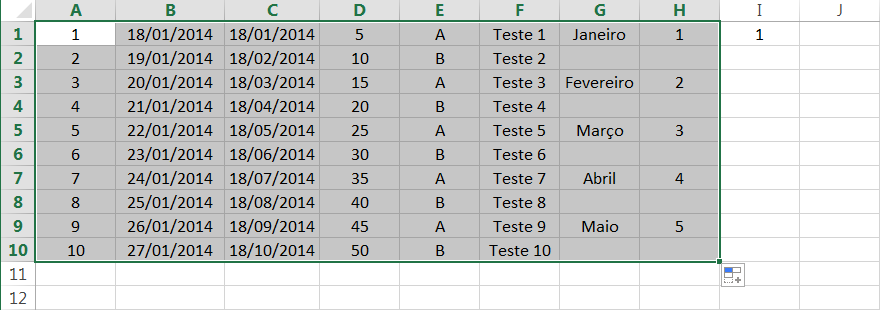 A B C D E F G H I J
1 1 18/01/2014 18/01/2014 5 A Teste 1 Janeiro 1 1
2 2 19/01/2014 18/02/2014 10 B Teste 2
3 3 20/01/2014 18/03/2014 15 A Teste 3 Fevereiro 2
4 4 21/01/2014 18/04/2014 20 B Teste 4
5 5 22/01/2014 18/05/2014 25 A Teste 5 Março 3
6 6 23/01/2014 18/06/2014 30 B Teste 6
7 7 24/01/2014 18/07/2014 35 A Teste 7 Abril 4
8 8 25/01/2014 18/08/2014 40 B Teste 8
9 9 26/01/2014 18/09/2014 45 A Teste 9 Maio 5
10 10 27/01/2014 18/10/2014 50 B Teste 10
11
12